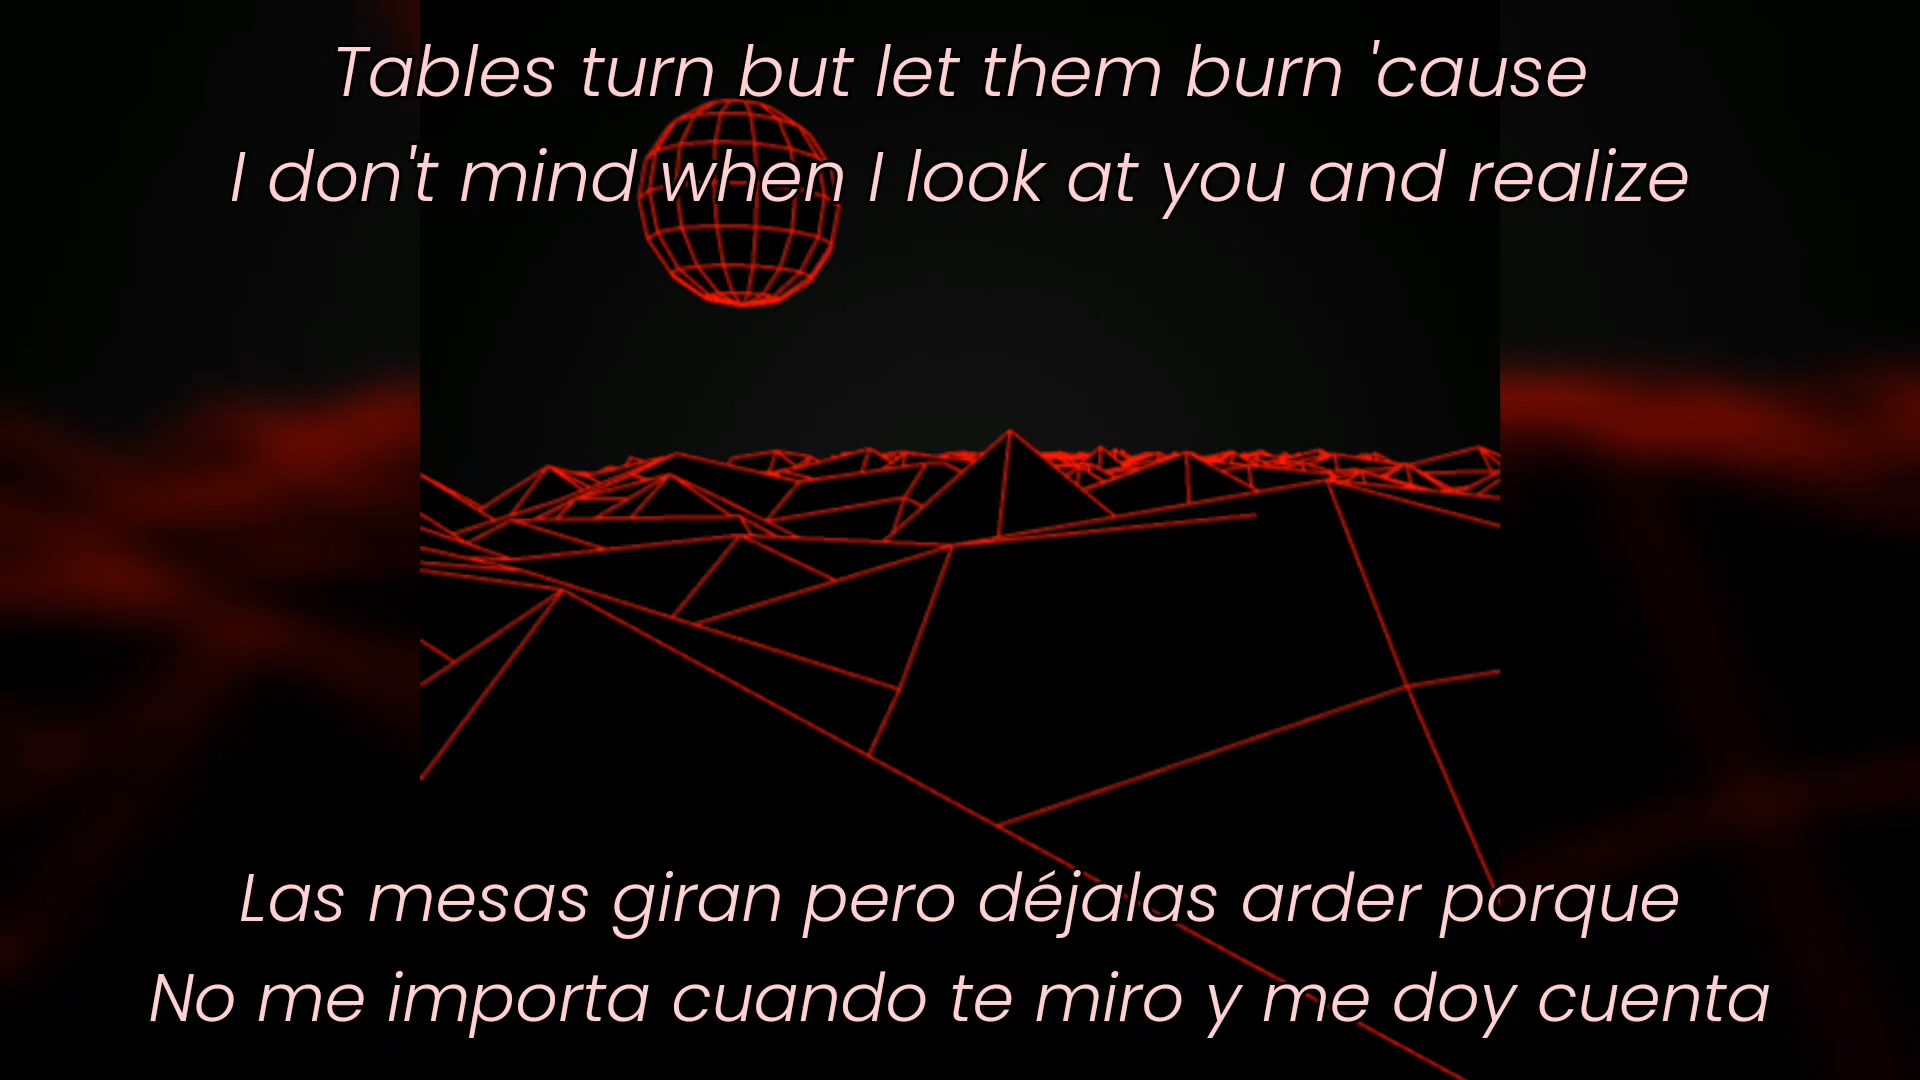 Tables turn but let them burn 'cause
I don't mind when I look at you and realize
Las mesas giran pero déjalas arder porque
No me importa cuando te miro y me doy cuenta